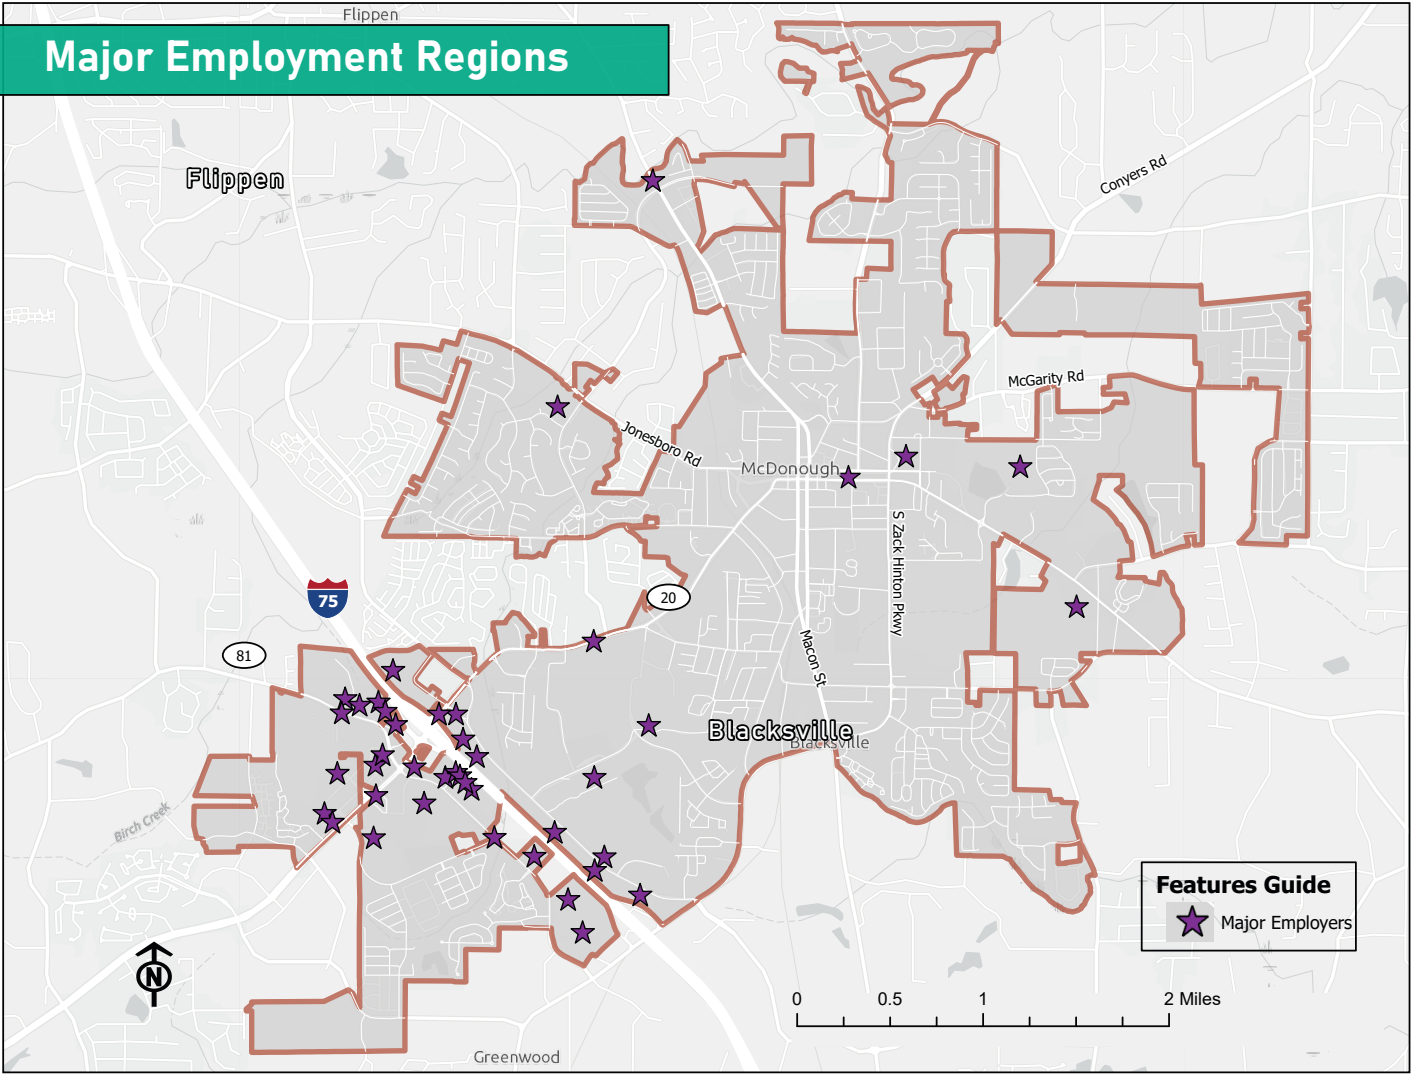 Flippen
Major Employment Regions
Flippen
Conyers Rd
McGarity Rd
Jonesboro Rd
McDonough
S Zack Hinton Pkwy
75
20
81
Macon St
Blacksville
Blacksville
Birch Creek
Features Guide
Major Employers
N
0 0.5 1 2 Miles
Greenwood